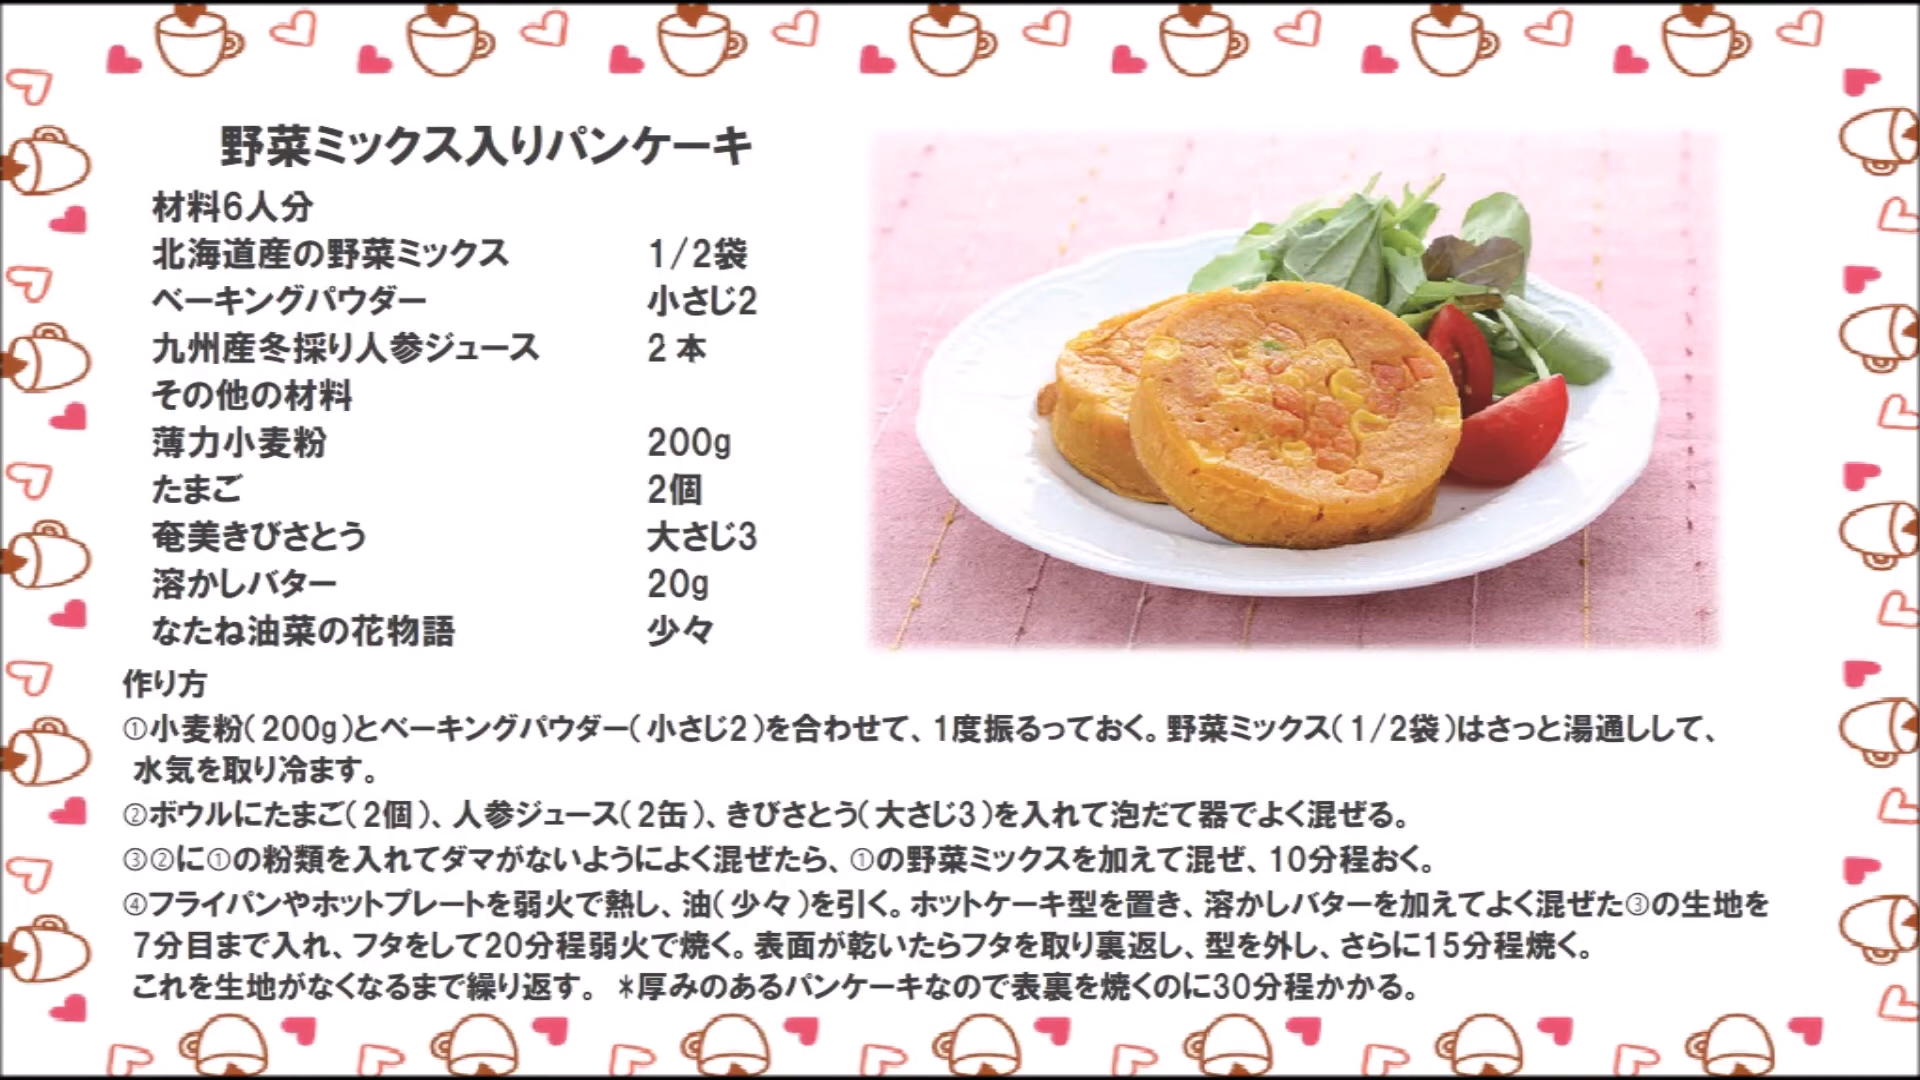 野菜ミックス入りパンケーキ
材料6人分
北海道産の野菜ミックス 1/2袋
ベーキングパウダー 小さじ2
九州産冬採り人参ジュース 2本
その他の材料
薄力小麦粉 200g
たまご 2個
奄美きびさとう 大さじ3
溶かしバター 20g
なたね油菜の花物語 少々
作り方
①小麦粉(200g)とベーキングパウダー(小さじ2)を合わせて、1度振るっておく。野菜ミックス(1/2袋)はさっと湯通しして、
水気を取り冷ます。
②ボウルにたまご(2個)、人参ジュース(2缶)、きびさとう(大さじ3)を入れて泡だて器でよく混ぜる。
③②に①の粉類を入れてダマがないようによく混ぜたら、①の野菜ミックスを加えて混ぜ、10分程おく。
④フライパンやホットプレートを弱火で熱し、油(少々)を引く。ホットケーキ型を置き、溶かしバターを加えてよく混ぜた③の生地を
7分目まで入れ、フタをして20分程弱火で焼く。表面が乾いたらフタを取り裏返し、型を外し、さらに15分程焼く。
これを生地がなくなるまで繰り返す。 *厚みのあるパンケーキなので表裏を焼くのに30分程かかる。